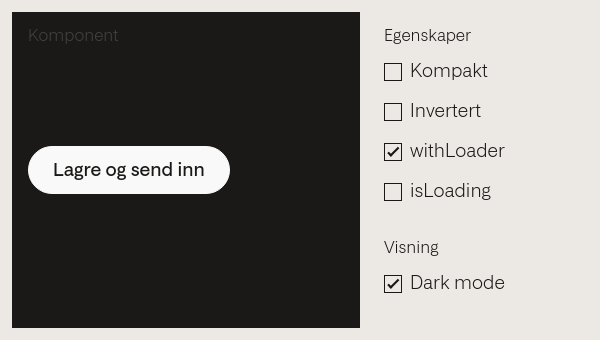 Komponent
Lagre og send inn
Egenskaper
Kompakt
Invertert
withLoader
isLoading
Visning
Dark mode